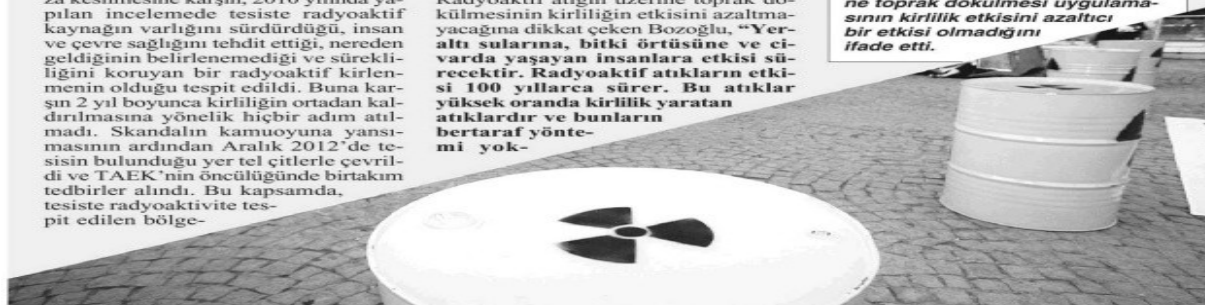 za kesilmesine karşın, 2010 yılında ya-
pılan incelemede tesiste radyoaktif
kaynağın varlığını sürdürdüğü, insan
ve çevre sağlığını tehdit ettiği, nereden
geldiğinin belirlenemediği ve sürekli-
liğini koruyan bir radyoaktif kirlen-
menin olduğu tespit edildi. Buna kar-
şın 2 yıl boyunca kirliliğin ortadan kal-
dırılmasına yönelik hiçbir adım atıl-
madı. Skandalın kamuoyuna yansı-
masının ardından Aralık 2012'de te-
sisin bulunduğu yer tel çitlerle çevril-
di ve TAEK'nin öncülüğünde birtakım
tedbirler alındı. Bu kapsamda,
tesiste radyoaktivite tes-
pit edilen bölge-
Radyoaktif atığın üzerine toprak dö-
külmesinin kirliliğin etkisini azaltma-
yacağına dikkat çeken Bozoğlu, “Yer-
altı sularına, bitki örtüsüne ve ci-
varda yaşayan insanlara etkisi sü-
recektir. Radyoaktif atıkların etki-
si 100 yıllarca sürer. Bu atıklar
yüksek oranda kirlilik yaratan
atıklardır ve bunların
bertaraf yönte-
mi yok-
ne toprak dökülmesi uygulama-
sının kirlilik etkisini azaltıcı
bir etkisi olmadığını
ifade etti.